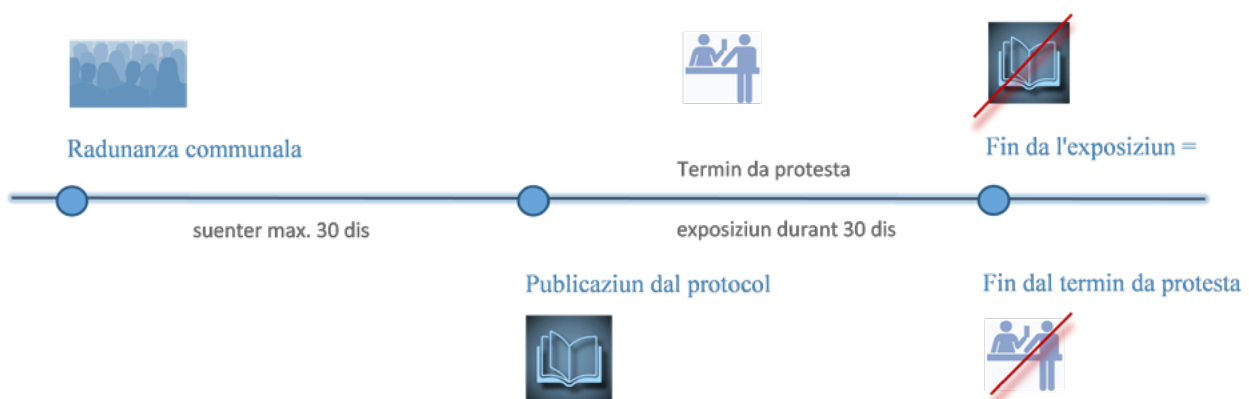 Radunanza communala
Fin da l'exposiziun =
Termin da protesta
suenter max. 30 dis
exposiziun durant 30 dis
Publicaziun dal protocol
Fin dal termin da protesta